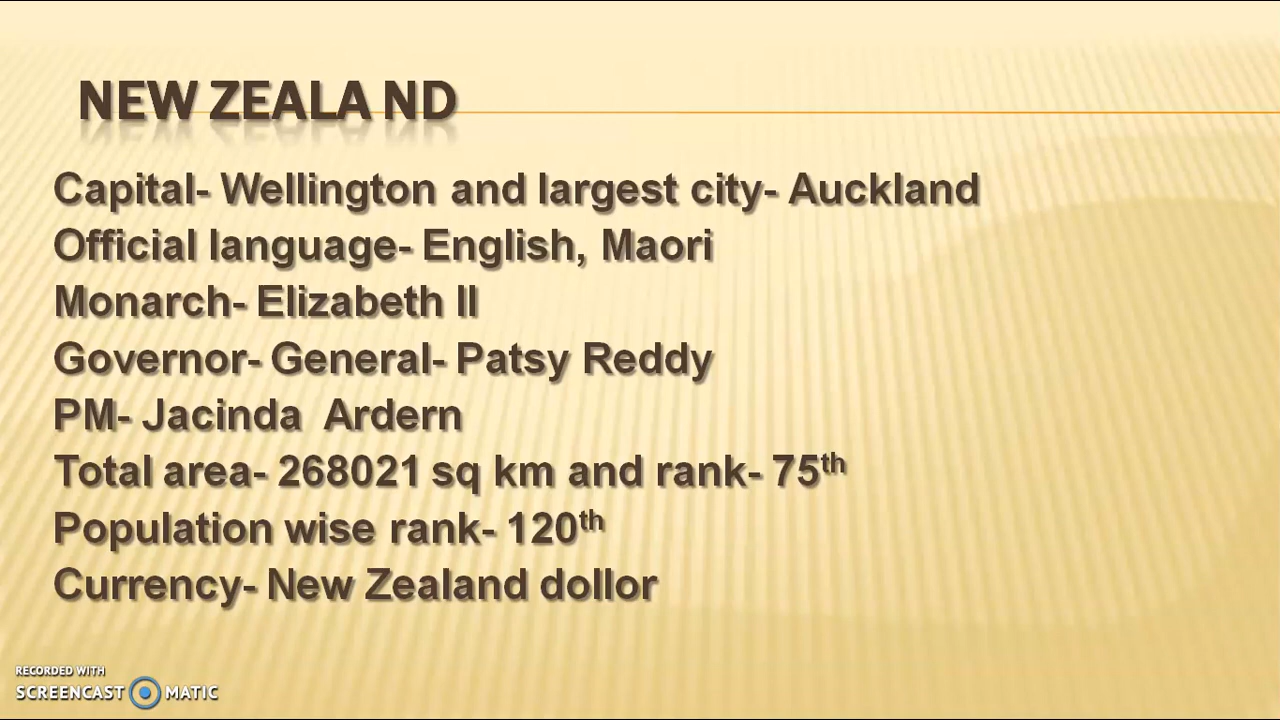 NEW ZEALA ND
Capital- Wellington and largest city- Auckland
Official language- English, Maori
Monarch- Elizabeth II
Governor- General- Patsy Reddy
PM- Jacinda  Ardern
Total area- 268021 sq km and rank- 75th
Population wise rank- 120th
Currency- New Zealand dollor
RECORDED WITH
SCREENCAST MATIC